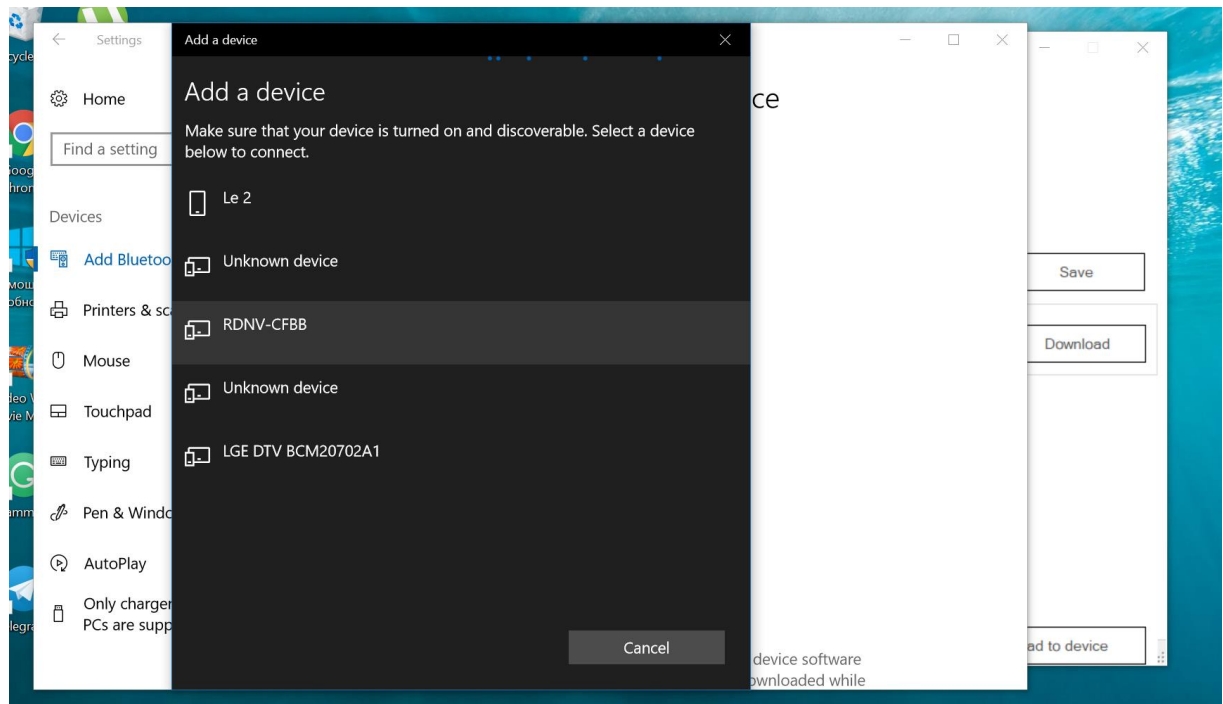 Settings
Home
Find a setting
Devices
Add Bluetoo
Printers & sca
Mouse
Touchpad
Typing
Pen & Windo
AutoPlay
Only charger
PCs are supp
Add a device
Add a device
Make sure that your device is turned on and discoverable. Select a device
below to connect.
Le 2
Unknown device
RDNV-CFBB
Unknown device
LGE DTV BCM20702A1
Cancel
ce
device software
ownloaded while
Save
Download
ad to device